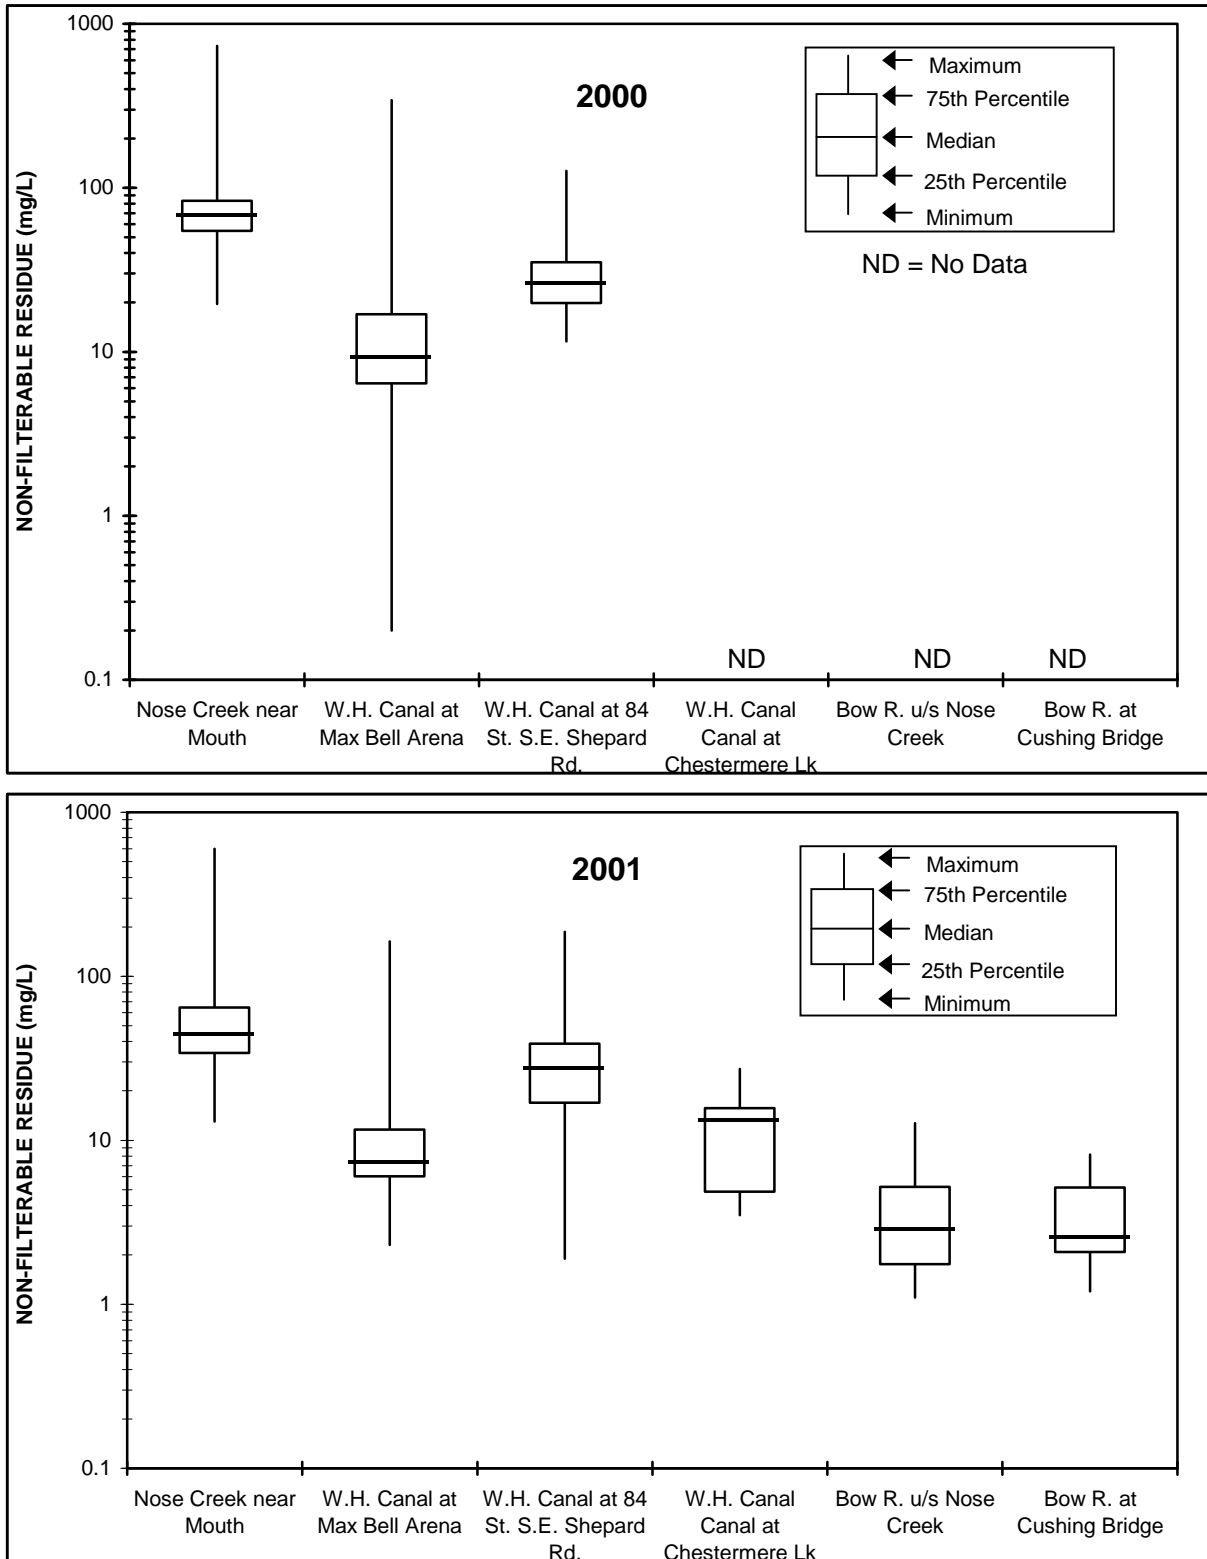 1000
100
10
1
0.1
NON-FILTERABLE RESIDUE (mg/L)
2000
Maximum
75th Percentile
Median
25th Percentile
Minimum
ND = No Data
ND
ND
ND
Nose Creek near
Mouth
W.H. Canal at
Max Bell Arena
W.H. Canal at 84
St. S.E. Shepard
Rd.
W.H. Canal
Canal at
Chestermere Lk
Bow R. u/s Nose
Creek
Bow R. at
Cushing Bridge
1000
100
10
1
0.1
NON-FILTERABLE RESIDUE (mg/L)
2001
Maximum
75th Percentile
Median
25th Percentile
Minimum
Nose Creek near
Mouth
W.H. Canal at
Max Bell Arena
W.H. Canal at 84
St. S.E. Shepard
Rd.
W.H. Canal
Canal at
Chestermere Lk
Bow R. u/s Nose
Creek
Bow R. at
Cushing Bridge